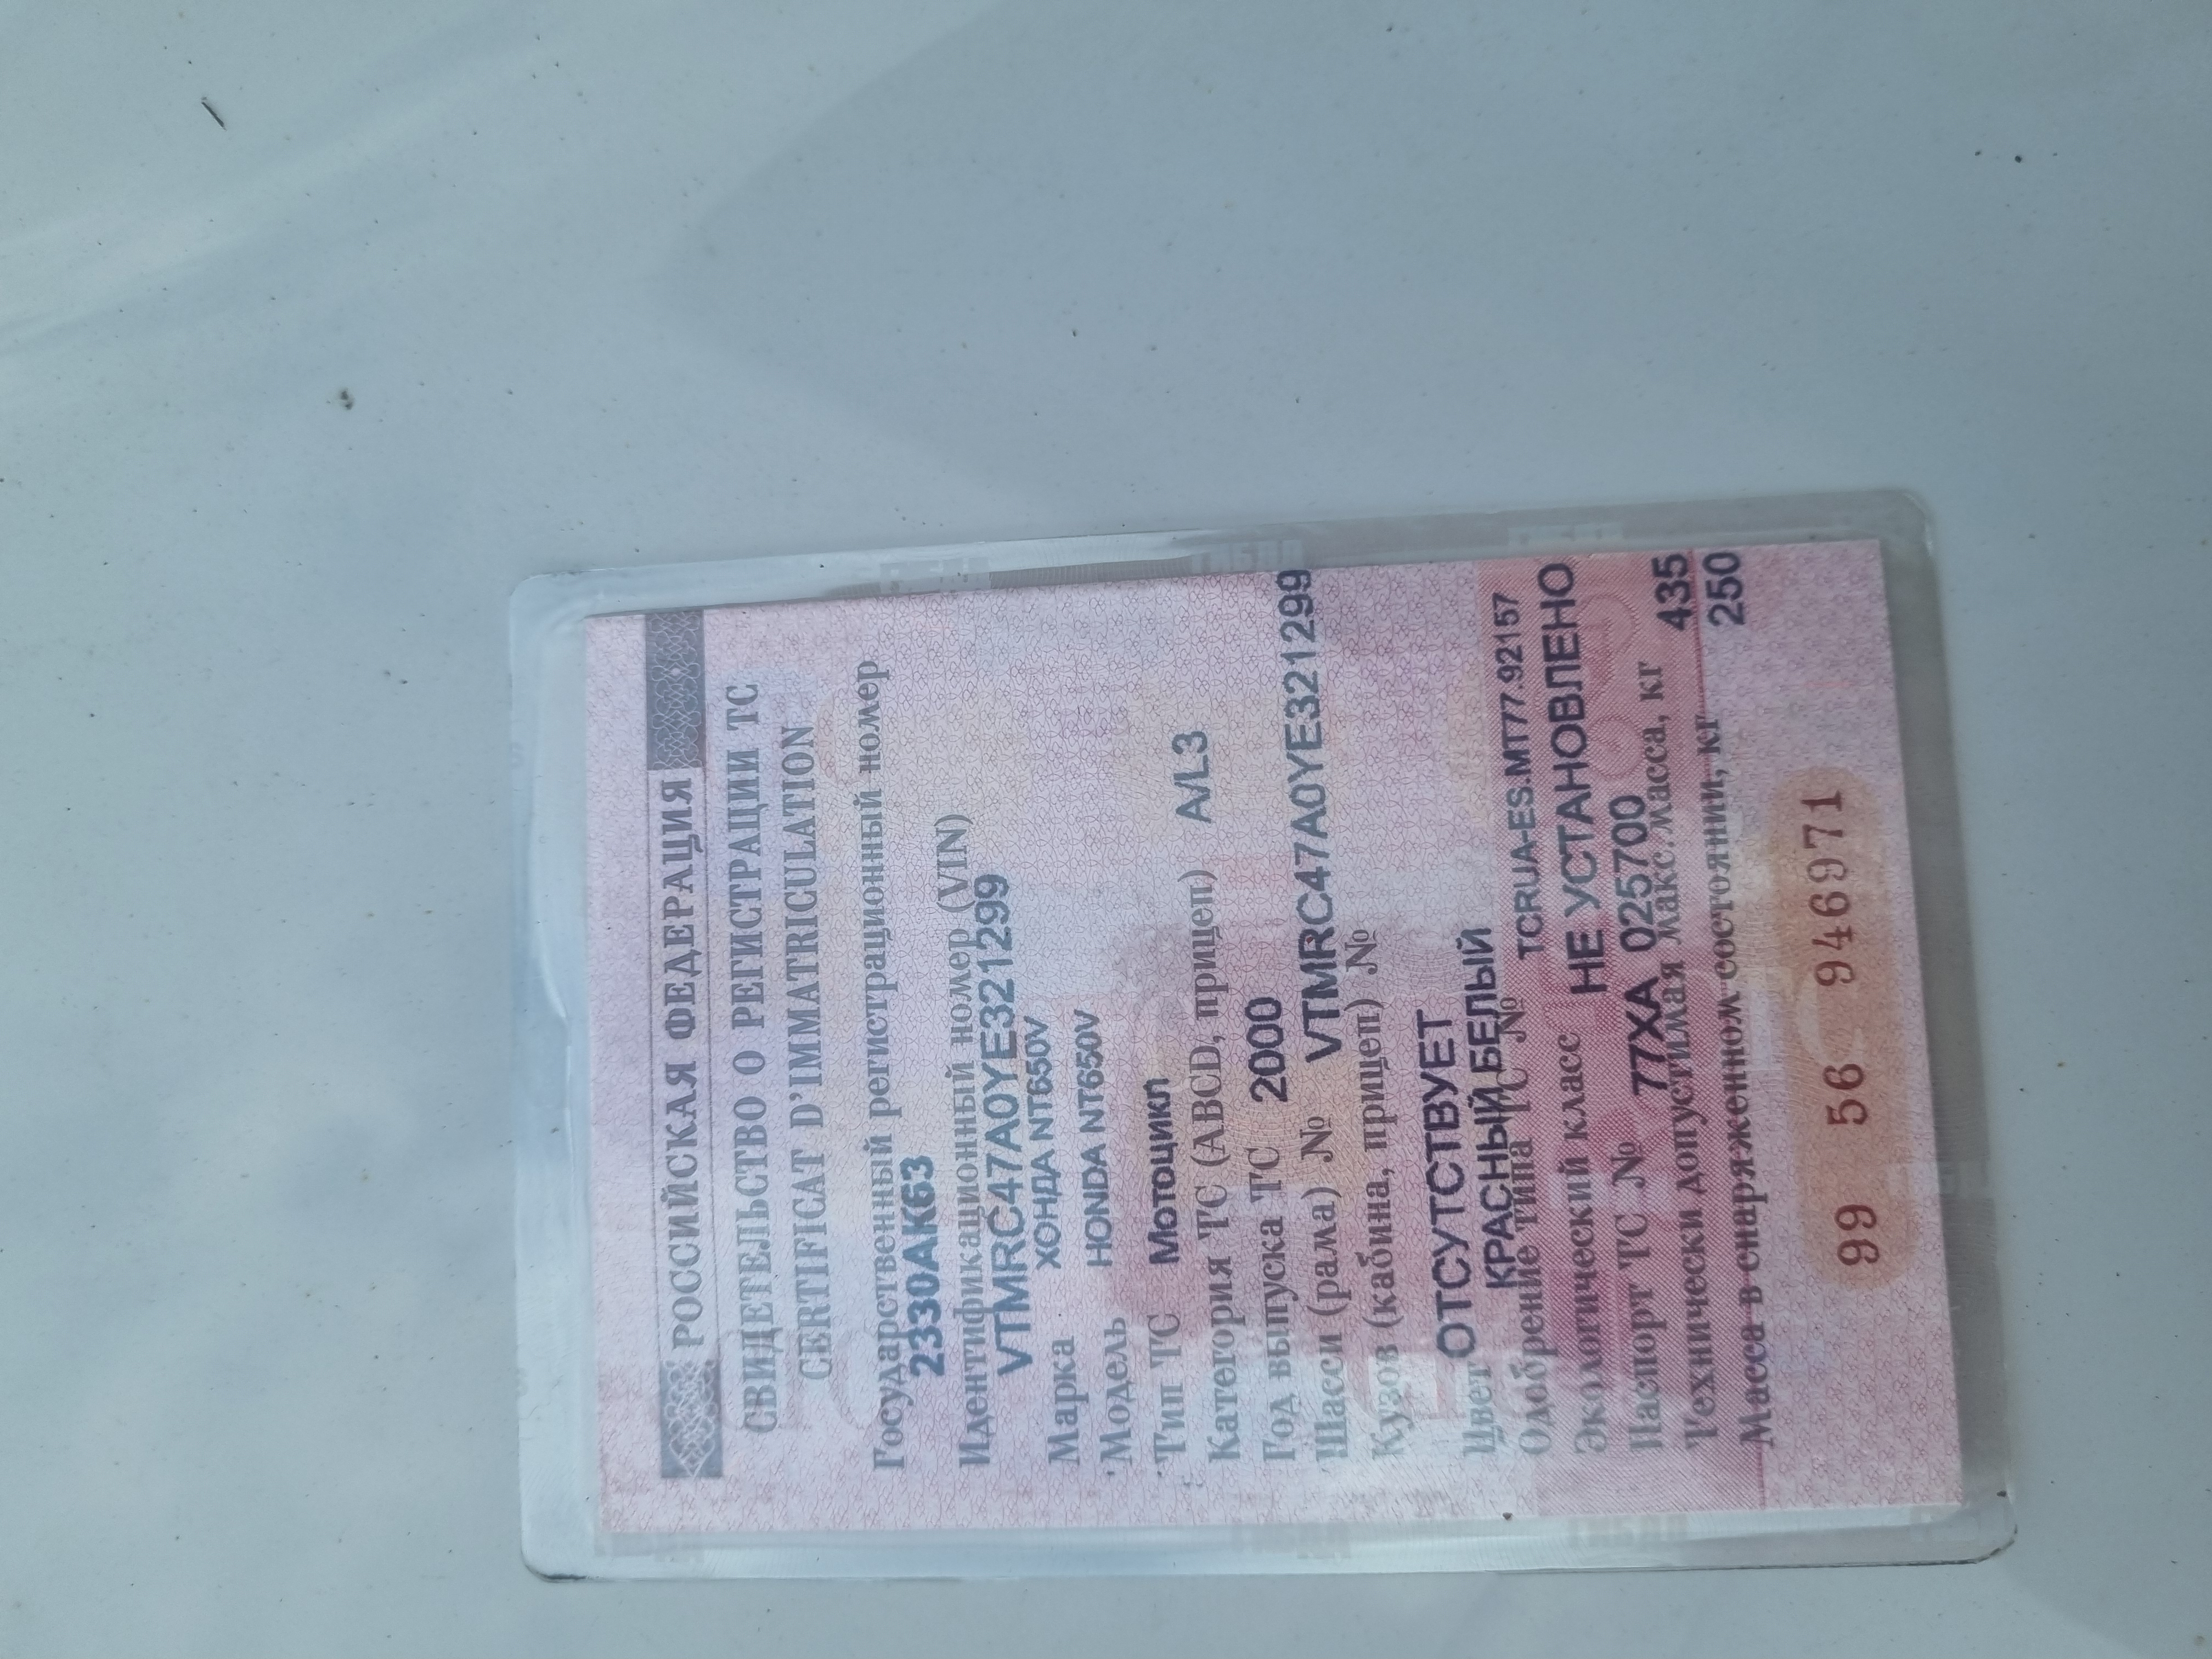 РОССИЙСКАЯ ФЕДЕРАЦИЯ
СВИДЕТЕЛЬСТВО О РЕГИСТРАЦИИ ТС
CERTIFICAT D'IMMATRICULATION
Государственный регистрационный номер
2330АК63
Идентификационный номер (VIN)
VTMRC47A0YE321299
Марка ХОНДА NT650V
Модель HONDA NT650V
Тип ТС Мотоцикл
Категория ТС (ABCD, прицеп) A/L3
Год выпуска ТС 2000
Шасси (рама) № VTMRC47A0YE321299
Кузов (кабина, прицеп) №
ОТСУТСТВУЕТ
Цвет КРАСНЫЙ,БЕЛЫЙ
Одобрение типа ТС № TCRUA-ES.MT77.92157
Экологический класс НЕ УСТАНОВЛЕНО
Паспорт ТС № 77ХА 025700
Технически допустимая макс. масса, кг 435
Масса в снаряженном состоянии, кг 250
99 56 946971